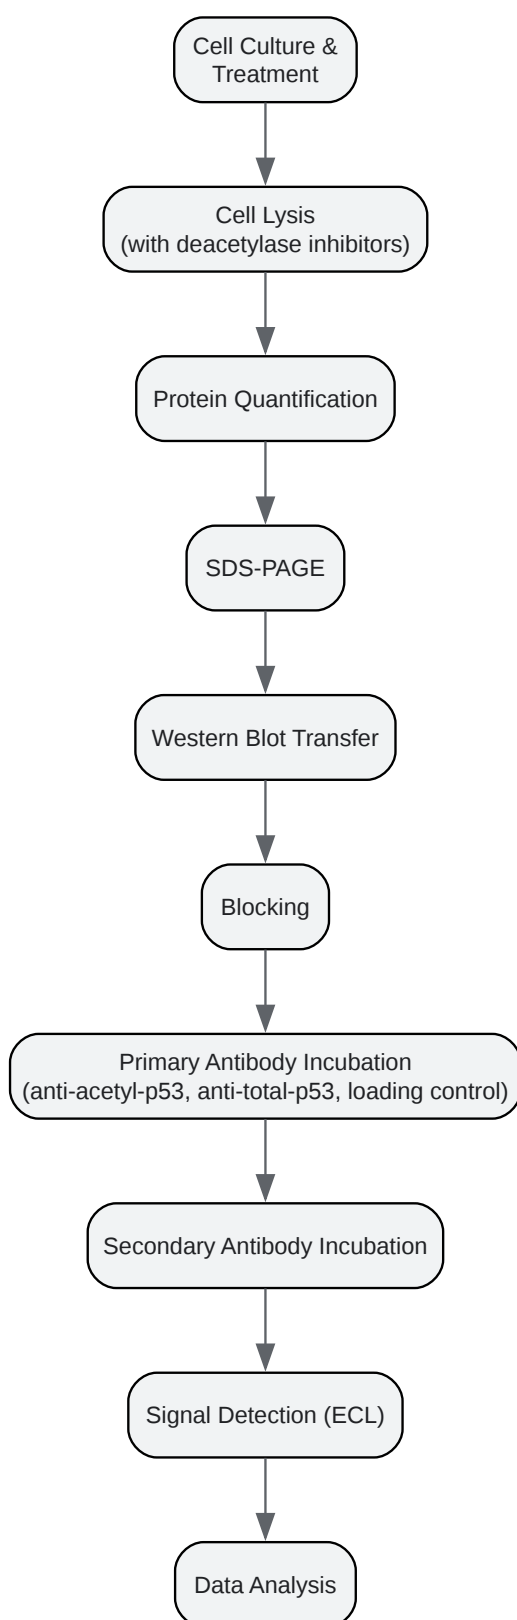 Cell Culture &
Treatment
Cell Lysis
(with deacetylase inhibitors)
Protein Quantification
SDS-PAGE
Western Blot Transfer
Blocking
Primary Antibody Incubation
(anti-acetyl-p53, anti-total-p53, loading control)
Secondary Antibody Incubation
Signal Detection (ECL)
Data Analysis